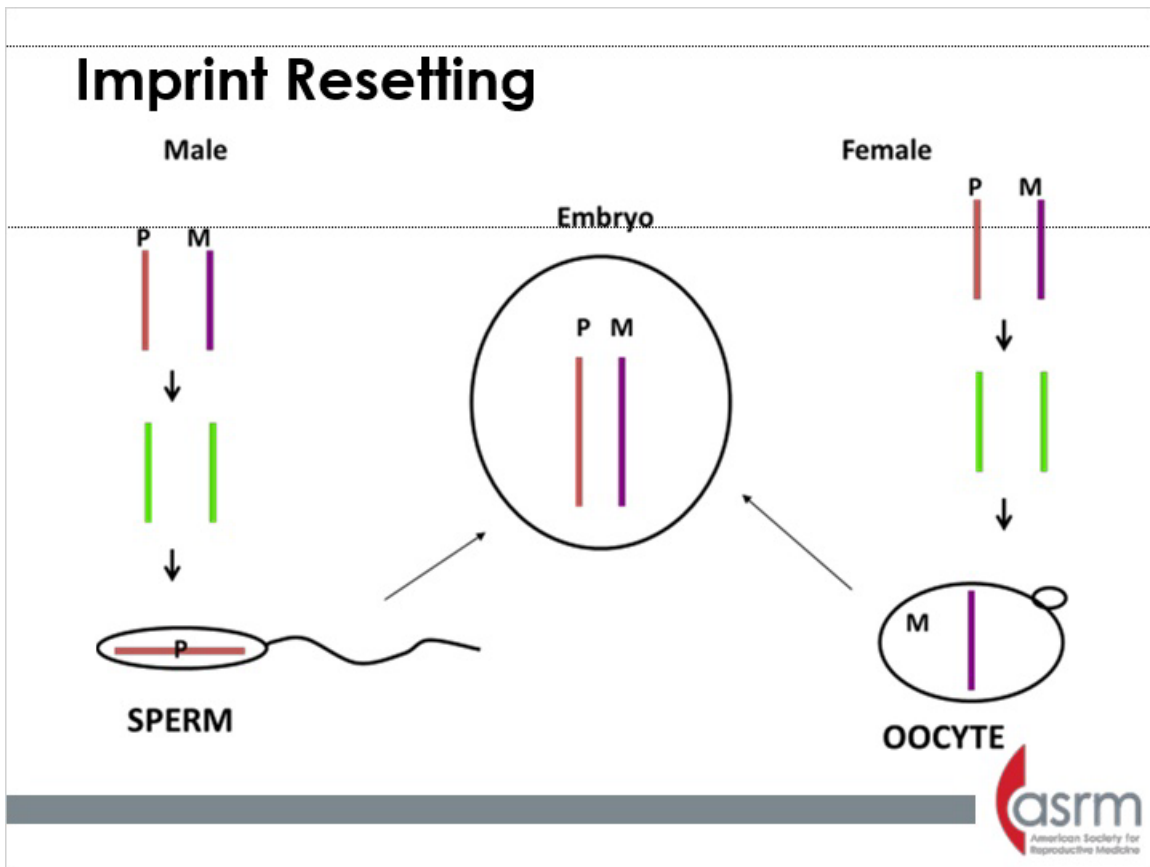 Imprint Resetting
Male
Female
P M
Embryo
P M
P M
M
P
SPERM
OOCYTE
asrm
American Society for
Reproductive Medicine